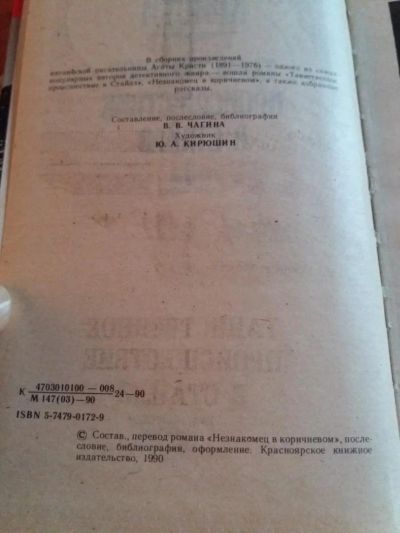 В сборник произведений
английской писательницы Агаты Кристи (1891—1976) — одного из самых
популярных авторов детективного жанра — вошли романы «Таинственное
происшествие в Стайлз», «Незнакомец в коричневом», а также избранные
рассказы.
Составление, послесловие, библиография
В. В. ЧАГИНА
Художник
Ю. А. КИРЮШИН
К 4703010100 — 008 24—90
М 147(03)—90
ISBN 5-7479-0172-9
© Состав., перевод романа «Незнакомец в коричневом», после-
словие, библиография, оформление. Красноярское книжное
издательство, 1990